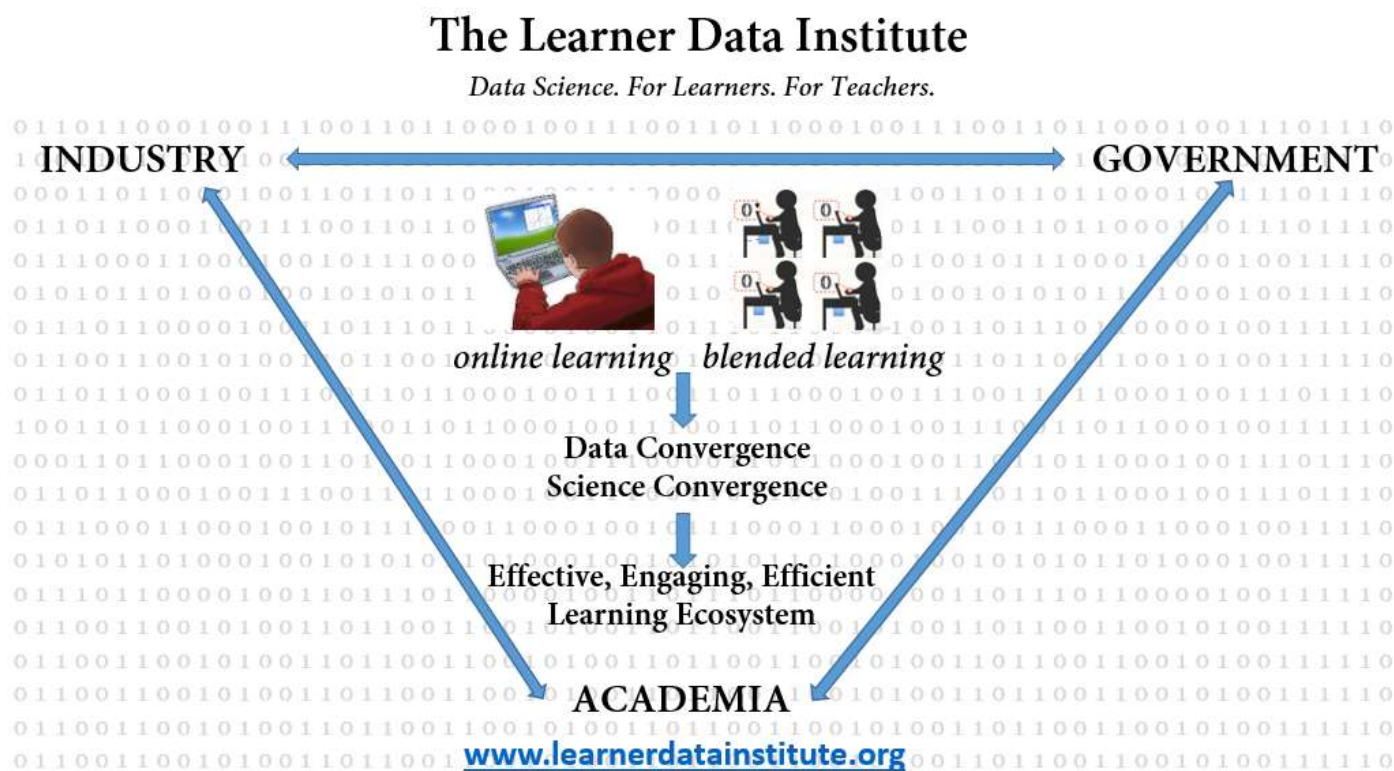 The Learner Data Institute
Data Science. For Learners. For Teachers.
INDUSTRY
GOVERNMENT
online learning
blended learning
Data Convergence
Science Convergence
Effective, Engaging, Efficient
Learning Ecosystem
ACADEMIA
www.learnerdatainstitute.org